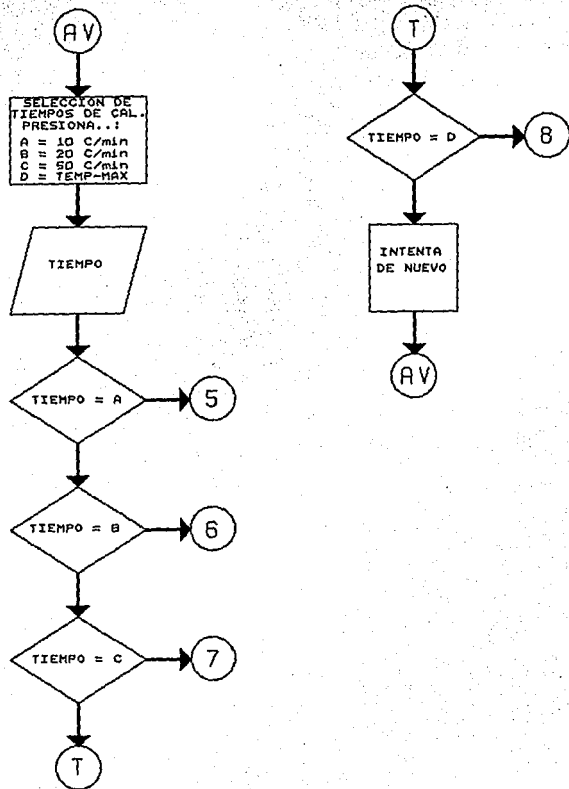 AV
SELECCION DE
TIEMPOS DE CAL.
PRESIONA..:
A = 10 C/min
B = 20 C/min
C = 50 C/min
D = TEMP-MAX
TIEMPO
TIEMPO = A
5
TIEMPO = B
6
TIEMPO = C
7
T
T
TIEMPO = D
8
INTENTA
DE NUEVO
AV